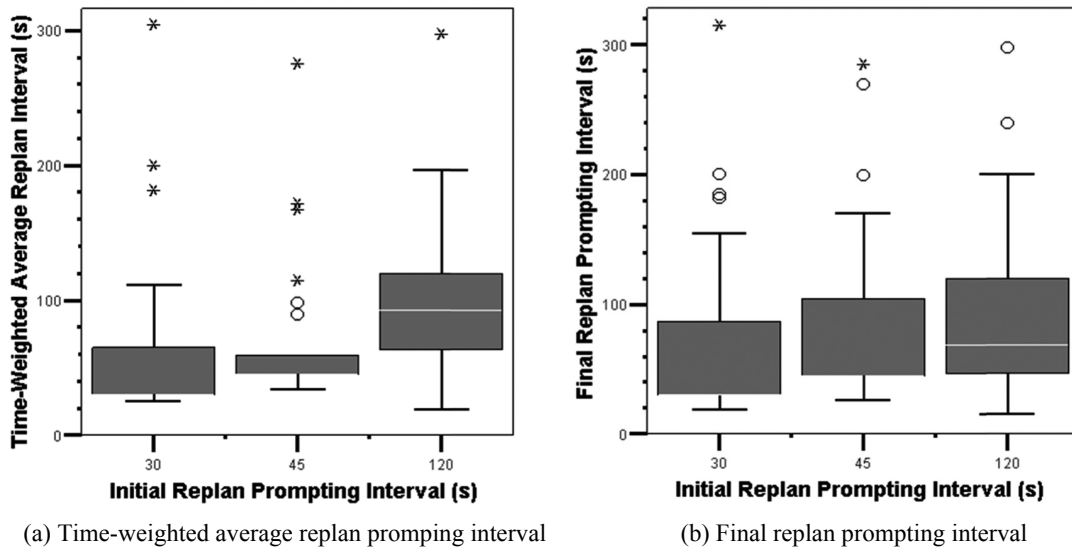 Time-Weighted Average Replan Interval (s)
300
200
100
0
30
45
120
Initial Replan Prompting Interval (s)
(a) Time-weighted average replan promping interval
Final Replan Prompting Interval (s)
300
200
100
0
30
45
120
Initial Replan Prompting Interval (s)
(b) Final replan prompting interval